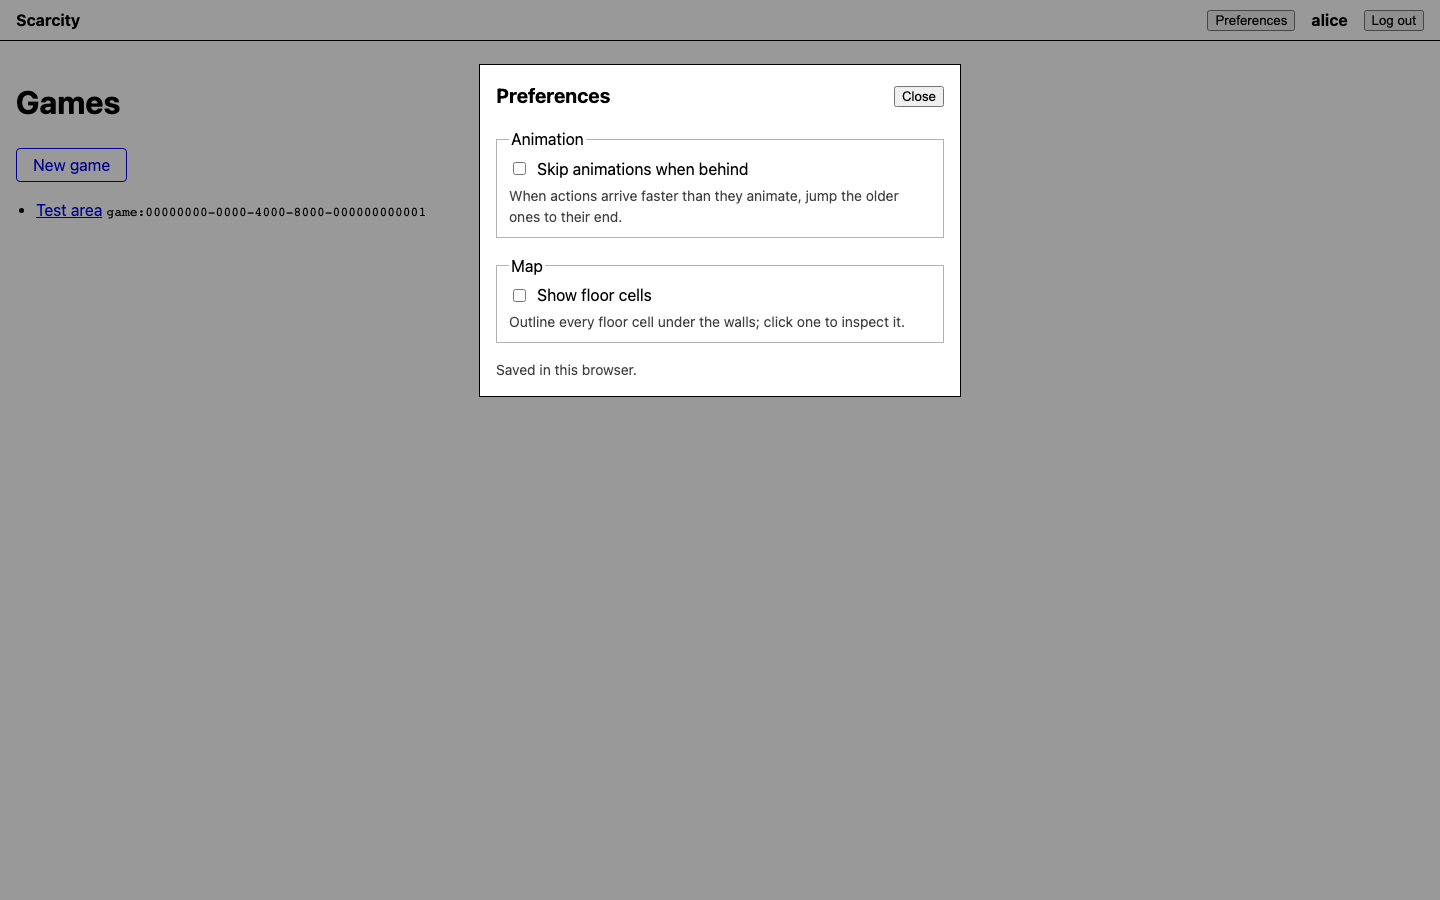 Scarcity
Preferences
alice
Log out
Games
New game
Test area game:00000000-0000-4000-8000-000000000001
Preferences
Close
Animation
Skip animations when behind
When actions arrive faster than they animate, jump the older
ones to their end.
Map
Show floor cells
Outline every floor cell under the walls; click one to inspect it.
Saved in this browser.